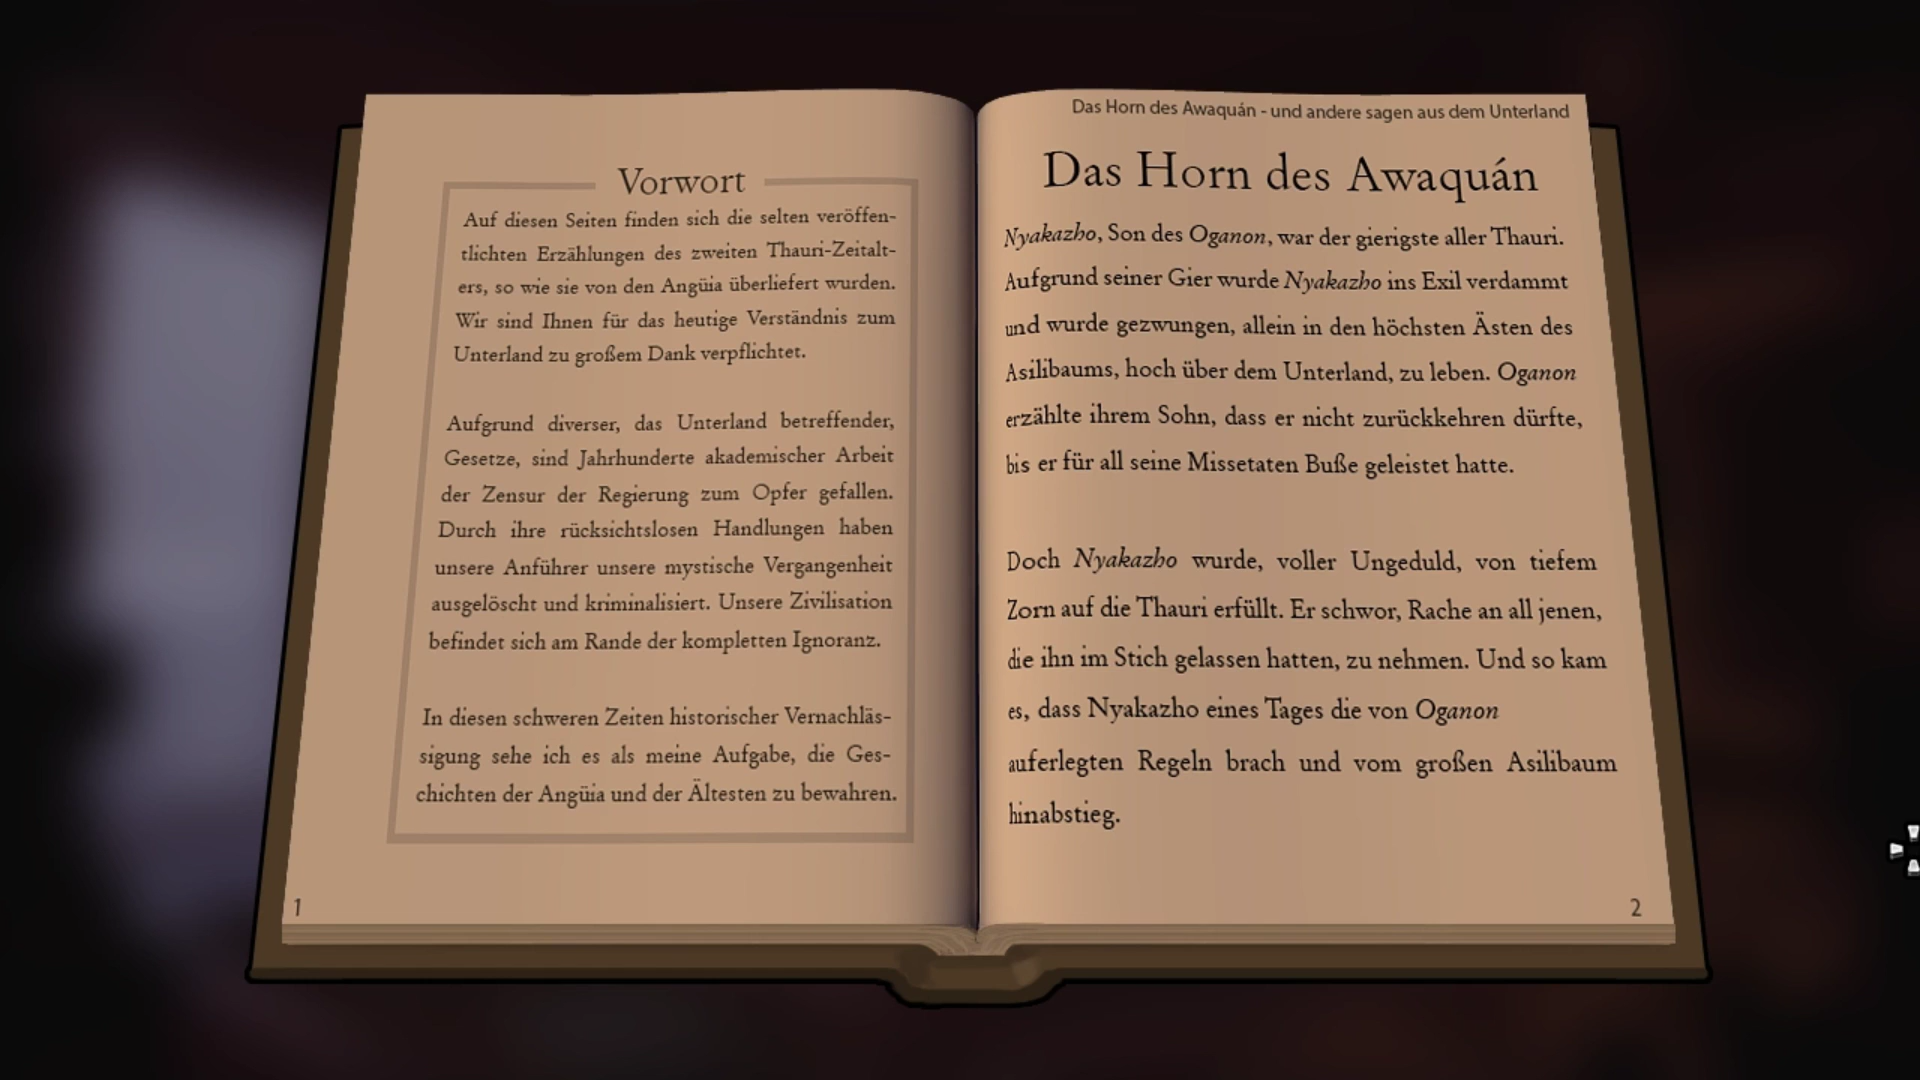 Vorwort
Auf diesen Seiten finden sich die selten veröffen-
tlichten Erzählungen des zweiten Thauri-Zeitalt-
ers, so wie sie von den Angüia überliefert wurden.
Wir sind Ihnen für das heutige Verständnis zum
Unterland zu großem Dank verpflichtet.
Aufgrund diverser, das Unterland betreffender,
Gesetze, sind Jahrhunderte akademischer Arbeit
der Zensur der Regierung zum Opfer gefallen.
Durch ihre rücksichtslosen Handlungen haben
unsere Anführer unsere mystische Vergangenheit
ausgelöscht und kriminalisiert. Unsere Zivilisation
befindet sich am Rande der kompletten Ignoranz.
In diesen schweren Zeiten historischer Vernachläs-
sigung sehe ich es als meine Aufgabe, die Ges-
chichten der Angüia und der Ältesten zu bewahren.
1
Das Horn des Awaquán - und andere sagen aus dem Unterland
Das Horn des Awaquán
Nyakazho, Son des Oganon, war der gierigste aller Thauri.
Aufgrund seiner Gier wurde Nyakazho ins Exil verdammt
und wurde gezwungen, allein in den höchsten Ästen des
Asilibaums, hoch über dem Unterland, zu leben. Oganon
erzählte ihrem Sohn, dass er nicht zurückkehren dürfte,
bis er für all seine Missetaten Buße geleistet hatte.
Doch Nyakazho wurde, voller Ungeduld, von tiefem
Zorn auf die Thauri erfüllt. Er schwor, Rache an all jenen,
die ihn im Stich gelassen hatten, zu nehmen. Und so kam
es, dass Nyakazho eines Tages die von Oganon
auferlegten Regeln brach und vom großen Asilibaum
hinabstieg.
2